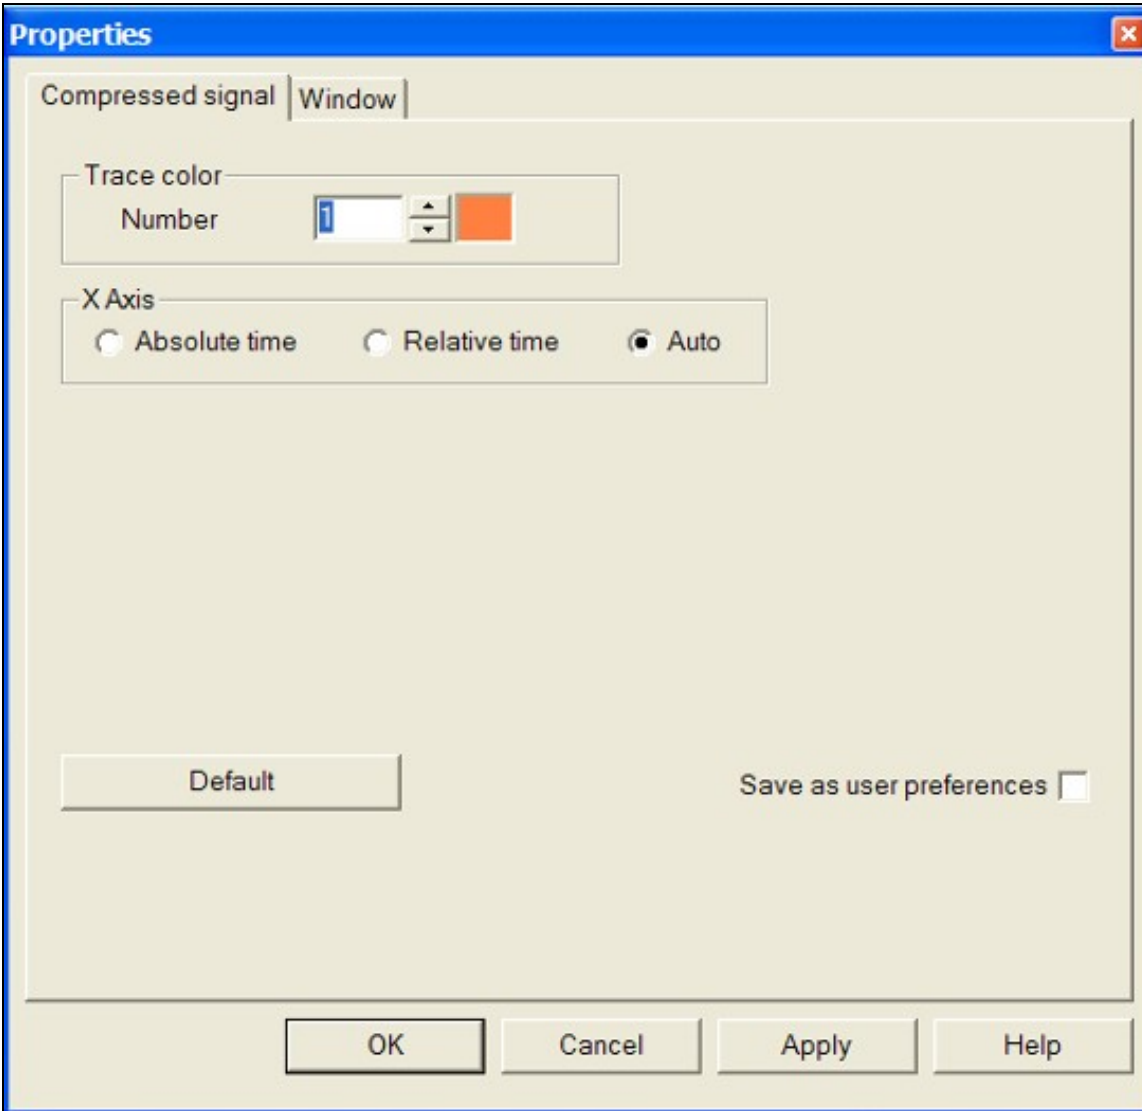 Properties
Compressed signal Window
Trace color
Number 1
X Axis
Absolute time Relative time Auto
Default Save as user preferences
OK Cancel Apply Help